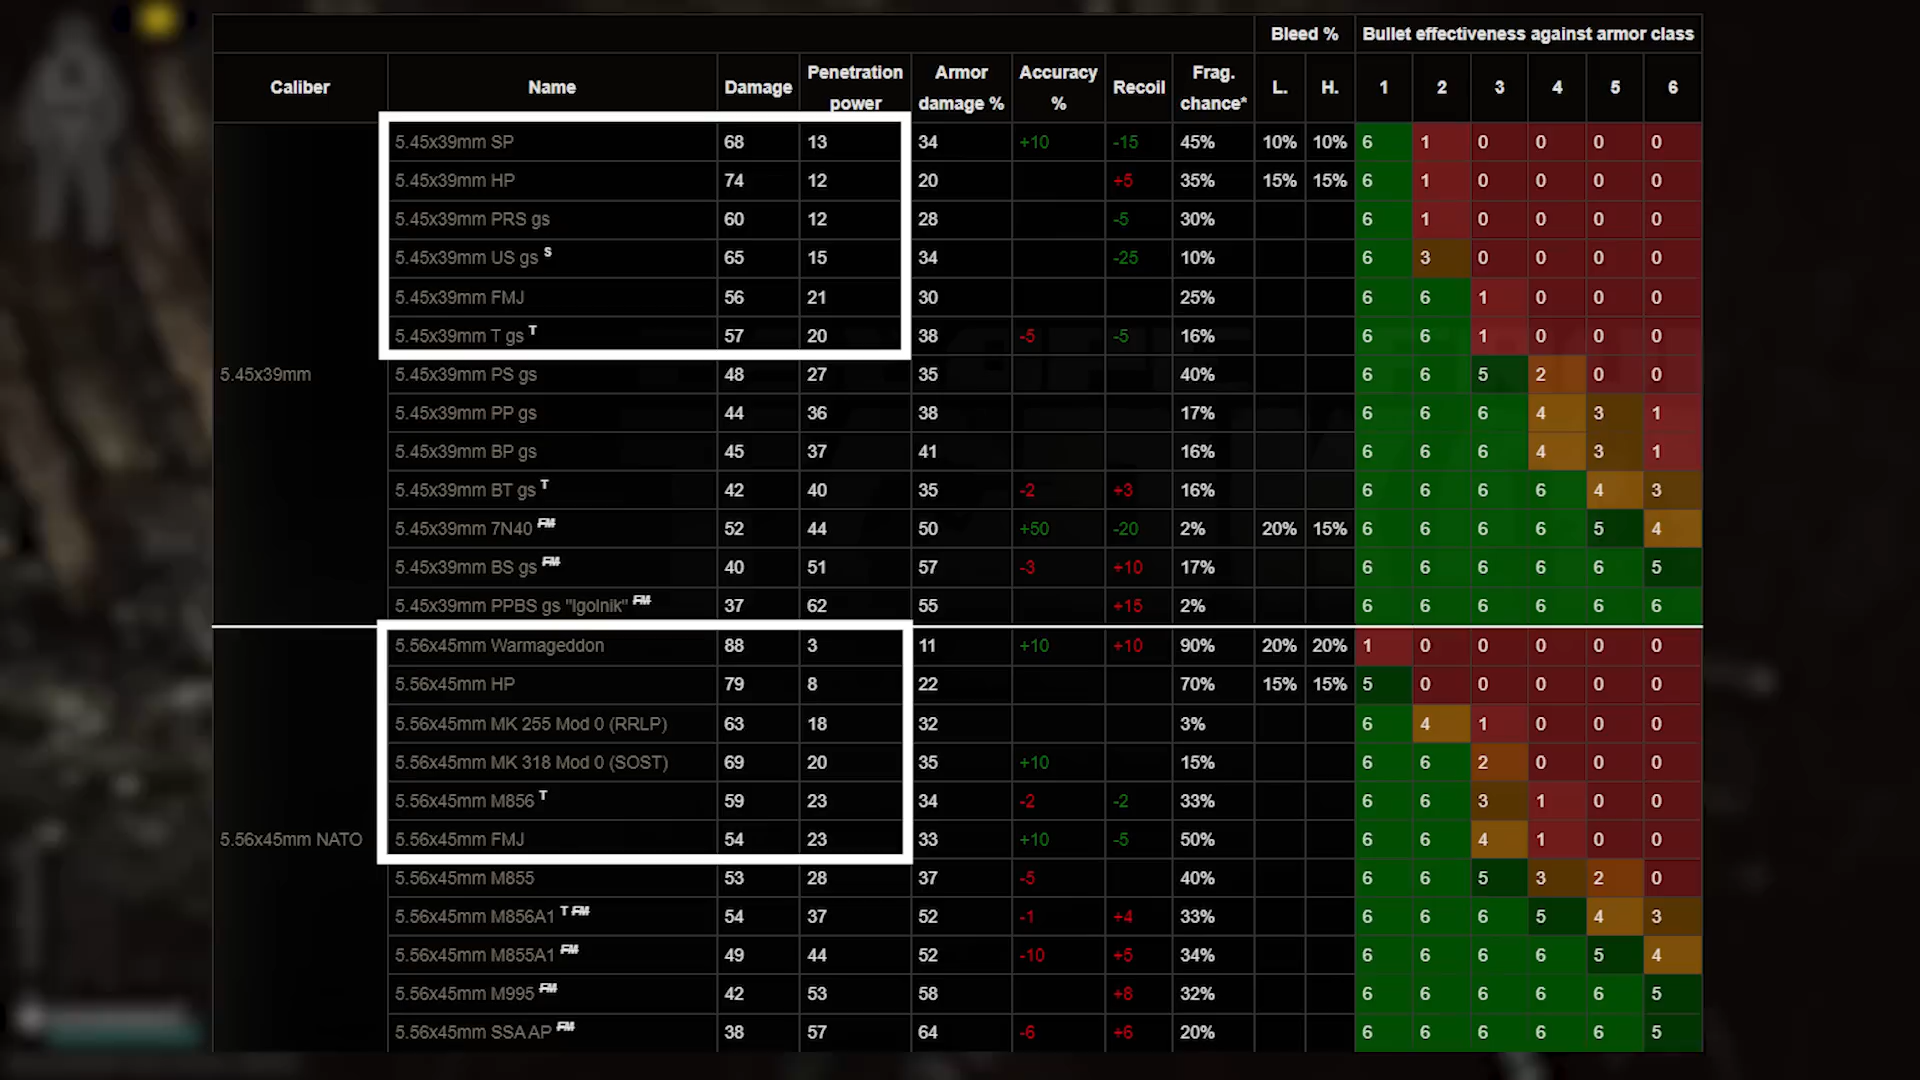 Bleed % Bullet effectiveness against armor class
Caliber Name Damage Penetration power Armor damage % Accuracy % Recoil Frag. chance* L. H. 1 2 3 4 5 6
5.45x39mm SP 68 13 34 +10 -15 45% 10% 10% 6 1 0 0 0 0
5.45x39mm HP 74 12 20 +5 35% 15% 15% 6 1 0 0 0 0
5.45x39mm PRS gs 60 12 28 -5 30% 6 1 0 0 0 0
5.45x39mm US gs S 65 15 34 -25 10% 6 3 0 0 0 0
5.45x39mm FMJ 56 21 30 25% 6 6 1 0 0 0
5.45x39mm T gs T 57 20 38 -5 -5 16% 6 6 1 0 0 0
5.45x39mm 5.45x39mm PS gs 48 27 35 40% 6 6 5 2 0 0
5.45x39mm PP gs 44 36 38 17% 6 6 6 4 3 1
5.45x39mm BP gs 45 37 41 16% 6 6 6 4 3 1
5.45x39mm BT gs T 42 40 35 -2 +3 16% 6 6 6 6 4 3
5.45x39mm 7N40 FM 52 44 50 +50 -20 2% 20% 15% 6 6 6 6 5 4
5.45x39mm BS gs FM 40 51 57 -3 +10 17% 6 6 6 6 6 5
5.45x39mm PPBS gs "Igolnik" FM 37 62 55 +15 2% 6 6 6 6 6 6
5.56x45mm Warmageddon 88 3 11 +10 +10 90% 20% 20% 1 0 0 0 0 0
5.56x45mm HP 79 8 22 70% 15% 15% 5 0 0 0 0 0
5.56x45mm MK 255 Mod 0 (RRLP) 63 18 32 3% 6 4 1 0 0 0
5.56x45mm MK 318 Mod 0 (SOST) 69 20 35 +10 15% 6 6 2 0 0 0
5.56x45mm M856 T 59 23 34 -2 -2 33% 6 6 3 1 0 0
5.56x45mm NATO 5.56x45mm FMJ 54 23 33 +10 -5 50% 6 6 4 1 0 0
5.56x45mm M855 53 28 37 -5 40% 6 6 5 3 2 0
5.56x45mm M856A1 T FM 54 37 52 -1 +4 33% 6 6 6 5 4 3
5.56x45mm M855A1 FM 49 44 52 -10 +5 34% 6 6 6 6 5 4
5.56x45mm M995 FM 42 53 58 +8 32% 6 6 6 6 6 5
5.56x45mm SSA AP FM 38 57 64 -6 +6 20% 6 6 6 6 6 5